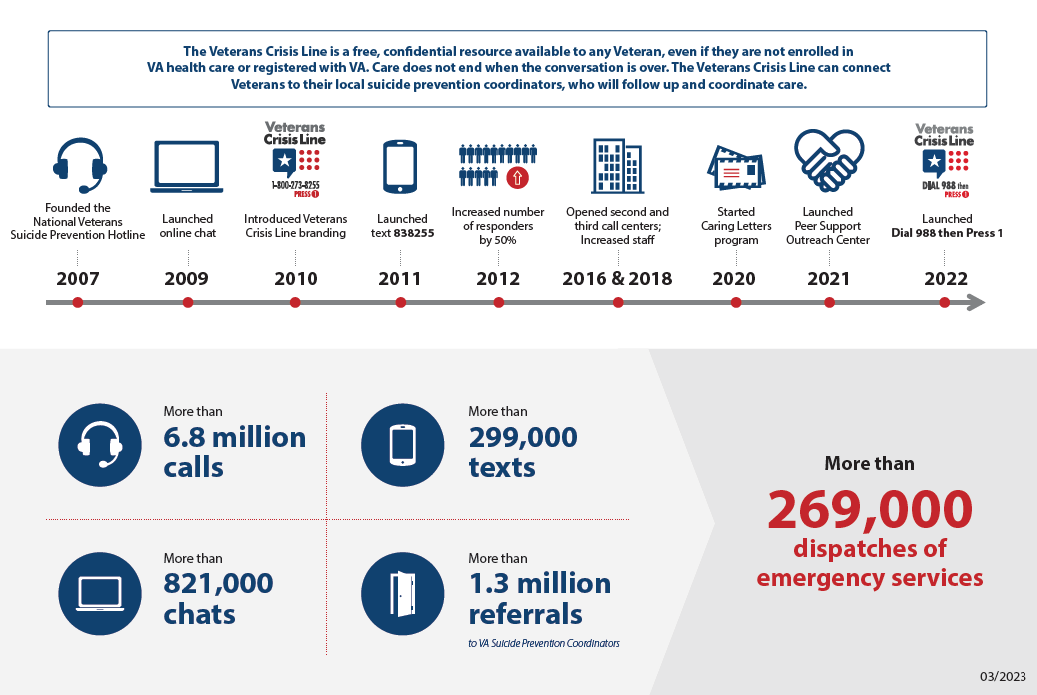 The Veterans Crisis Line is a free, confidential resource available to any Veteran, even if they are not enrolled in
VA health care or registered with VA. Care does not end when the conversation is over. The Veterans Crisis Line can connect
Veterans to their local suicide prevention coordinators, who will follow up and coordinate care.
Founded the
National Veterans
Suicide Prevention Hotline
2007
Launched
online chat
2009
Veterans
Crisis Line
1-800-273-8255
PRESS 1
Introduced Veterans
Crisis Line branding
2010
Launched
text 838255
2011
Increased number
of responders
by 50%
2012
Opened second and
third call centers;
Increased staff
2016 & 2018
Started
Caring Letters
program
2020
Launched
Peer Support
Outreach Center
2021
Veterans
Crisis Line
DIAL 988 then
PRESS 1
Launched
Dial 988 then Press 1
2022
More than
6.8 million
calls
More than
299,000
texts
More than
821,000
chats
More than
1.3 million
referrals
to VA Suicide Prevention Coordinators
More than
269,000
dispatches of
emergency services
03/2023